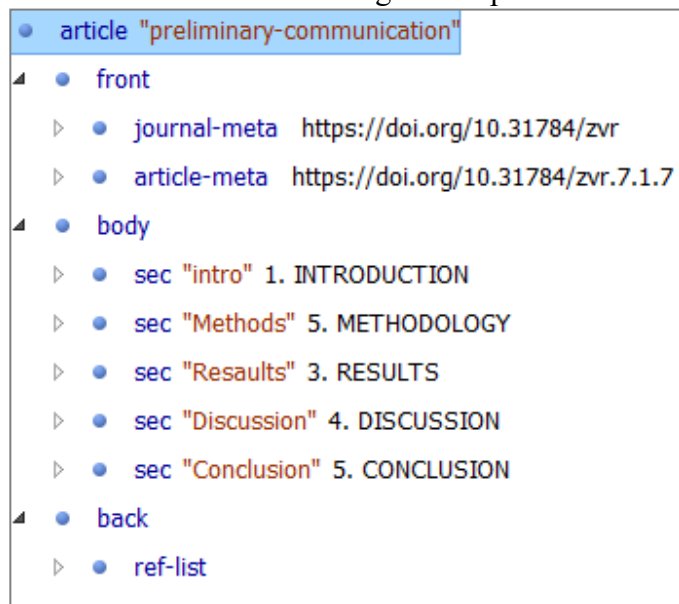 article "preliminary-communication"
front
journal-meta https://doi.org/10.31784/zvr
article-meta https://doi.org/10.31784/zvr.7.1.7
body
sec "intro" 1. INTRODUCTION
sec "Methods" 5. METHODOLOGY
sec "Resaults" 3. RESULTS
sec "Discussion" 4. DISCUSSION
sec "Conclusion" 5. CONCLUSION
back
ref-list